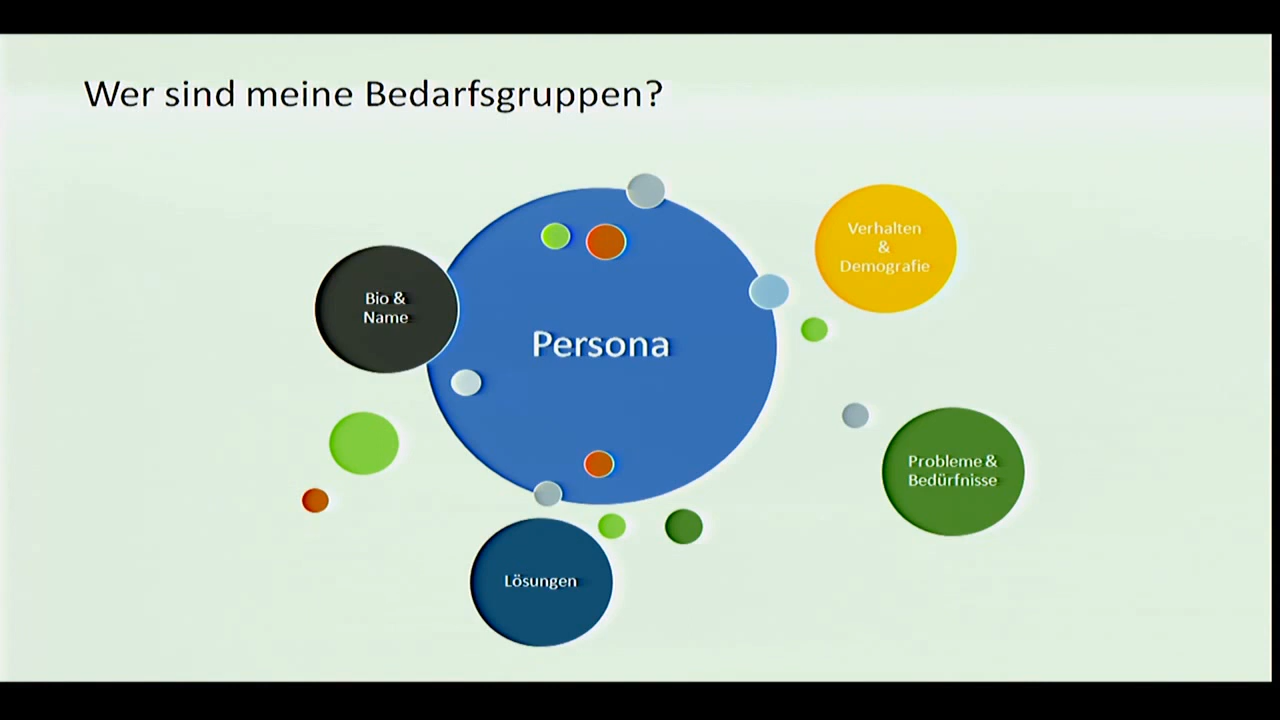 Wer sind meine Bedarfsgruppen?
Verhalten
&
Demografie
Bio &
Name
Persona
Probleme &
Bedürfnisse
Lösungen